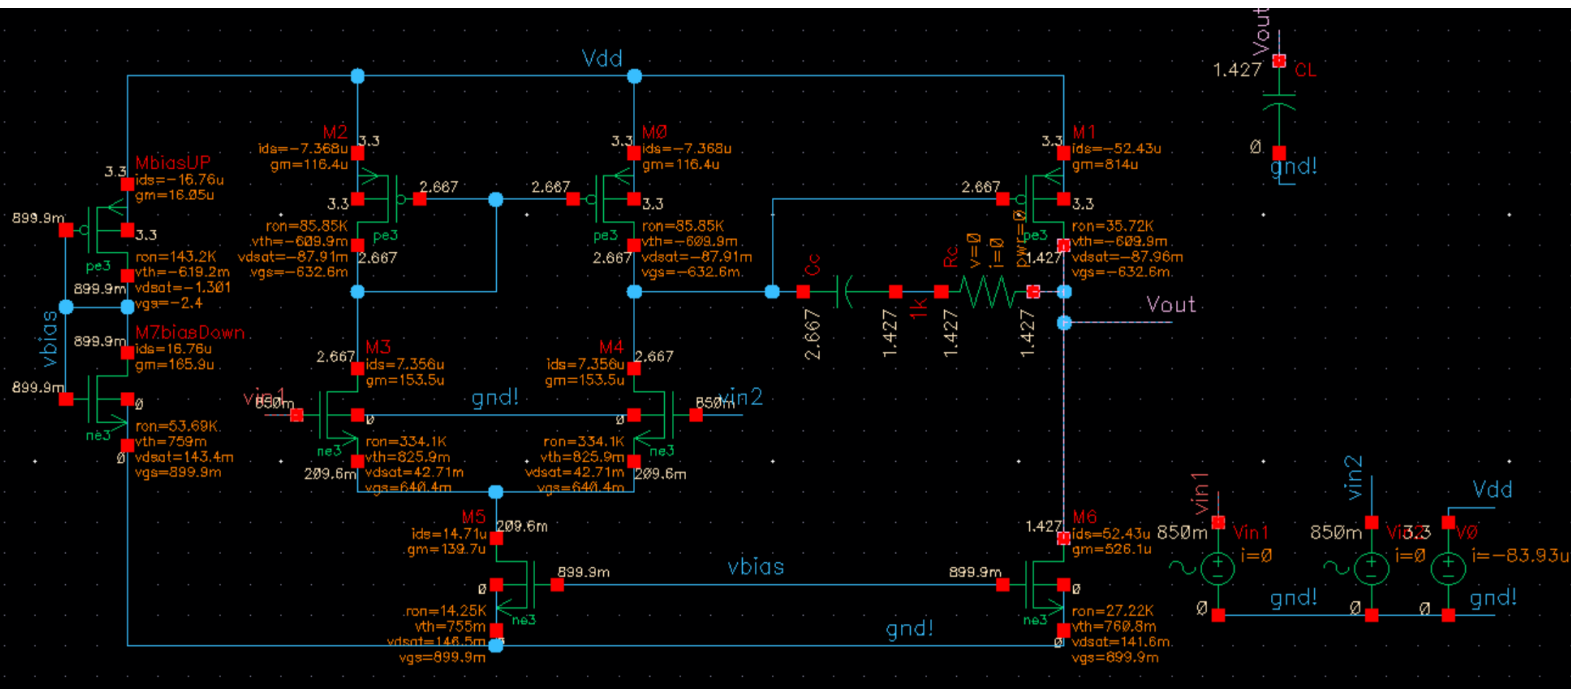 Vdd
MbiasUP
3.3
ids=-16.76u
gm=16.05u
899.9m
3.3
pe3
ron=143.2K
vth=-619.2m
vdsat=-1.301
vgs=-2.4
899.9m
vbias
M7biasDown
899.9m
ids=16.76u
gm=165.9u
899.9m
0
ne3
ron=53.69K
vth=759m
vdsat=143.4m
vgs=899.9m
0
M2
3.3
ids=-7.368u
gm=116.4u
2.667
3.3
pe3
ron=85.85K
vth=-609.9m
vdsat=-87.91m
vgs=-632.6m
2.667
M0
3.3
ids=-7.368u
gm=116.4u
2.667
3.3
pe3
ron=85.85K
vth=-609.9m
vdsat=-87.91m
vgs=-632.6m
2.667
M1
3.3
ids=-52.43u
gm=814u
2.667
3.3
pe3
ron=35.72K
vth=-609.9m
vdsat=-87.96m
vgs=-632.6m
1.427
Cc
2.667
1.427
1K
Rc
v=0
i=0
pwr=0
1.427
1.427
Vout
M3
2.667
ids=7.356u
gm=153.5u
vin1
850m
0
gnd!
ne3
ron=334.1K
vth=825.9m
vdsat=42.71m
vgs=640.4m
209.6m
M4
2.667
ids=7.356u
gm=153.5u
850m
vin2
0
ne3
ron=334.1K
vth=825.9m
vdsat=42.71m
vgs=640.4m
209.6m
M5
209.6m
ids=14.71u
gm=139.7u
899.9m
0
ne3
ron=14.25K
vth=755m
vdsat=146.5m
vgs=899.9m
vbias
M6
1.427
ids=52.43u
gm=526.1u
899.9m
0
ne3
ron=27.22K
vth=760.8m
vdsat=141.6m
vgs=899.9m
0
gnd!
Vout
1.427
CL
0
gnd!
vin1
850m
Vin1
i=0
0
gnd!
vin2
850m
i=0
0
Vdd
3.3
V0
i=-83.93u
0
gnd!